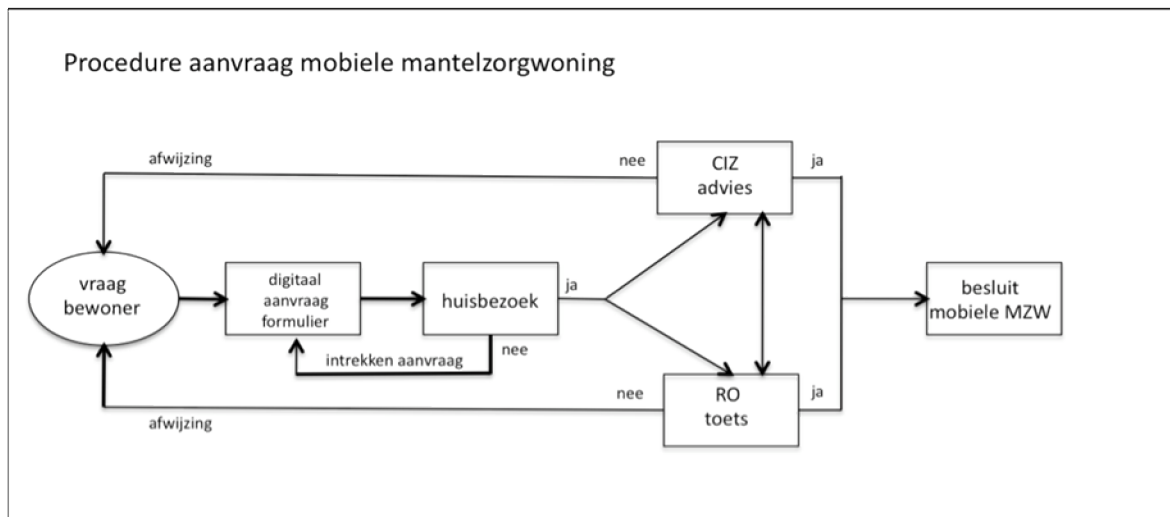 Procedure aanvraag mobiele mantelzorgwoning
afwijzing
nee
CIZ
advies
ja
vraag
bewoner
digitaal
aanvraag
formulier
huisbezoek
ja
besluit
mobiele MZW
intrekken aanvraag
nee
nee
RO
toets
ja
afwijzing